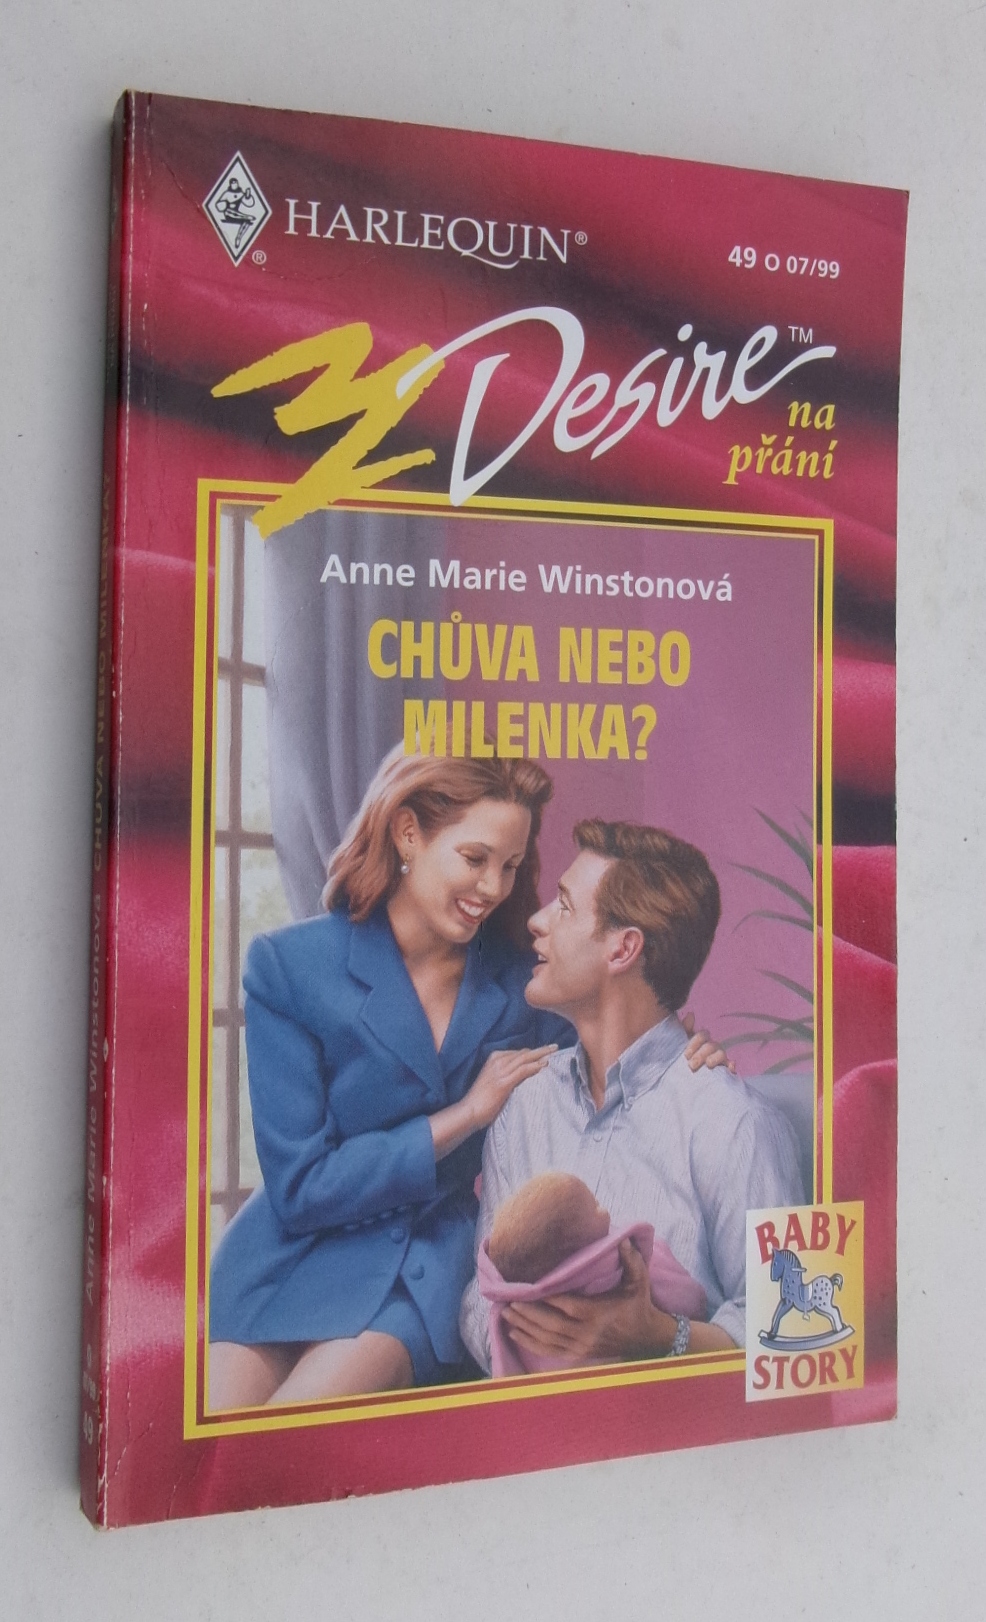 HARLEQUIN®
®
49 O 07/99
Desire™
na
přání
Anne Marie Winstonová
CHŮVA NEBO
MILENKA?
BABY
STORY
Anne Marie Winstonová CHŮVA NEBO MILENKA?
49